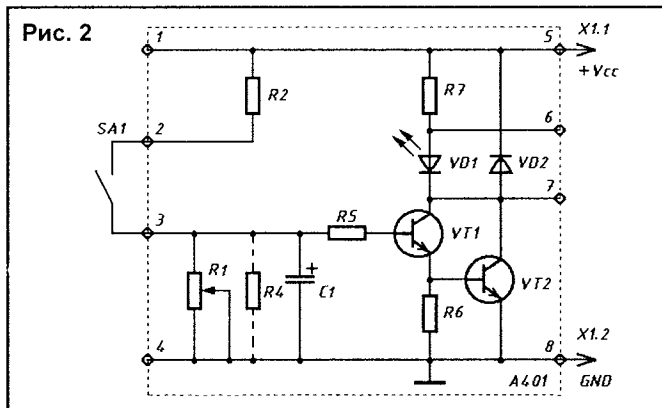 Рис. 2
1
5
X1.1
+Vcc
R2
R7
SA1
2
6
VD1
VD2
7
3
R5
VT1
R1
R4
+
C1
VT2
R6
4
8
X1.2
A401
GND